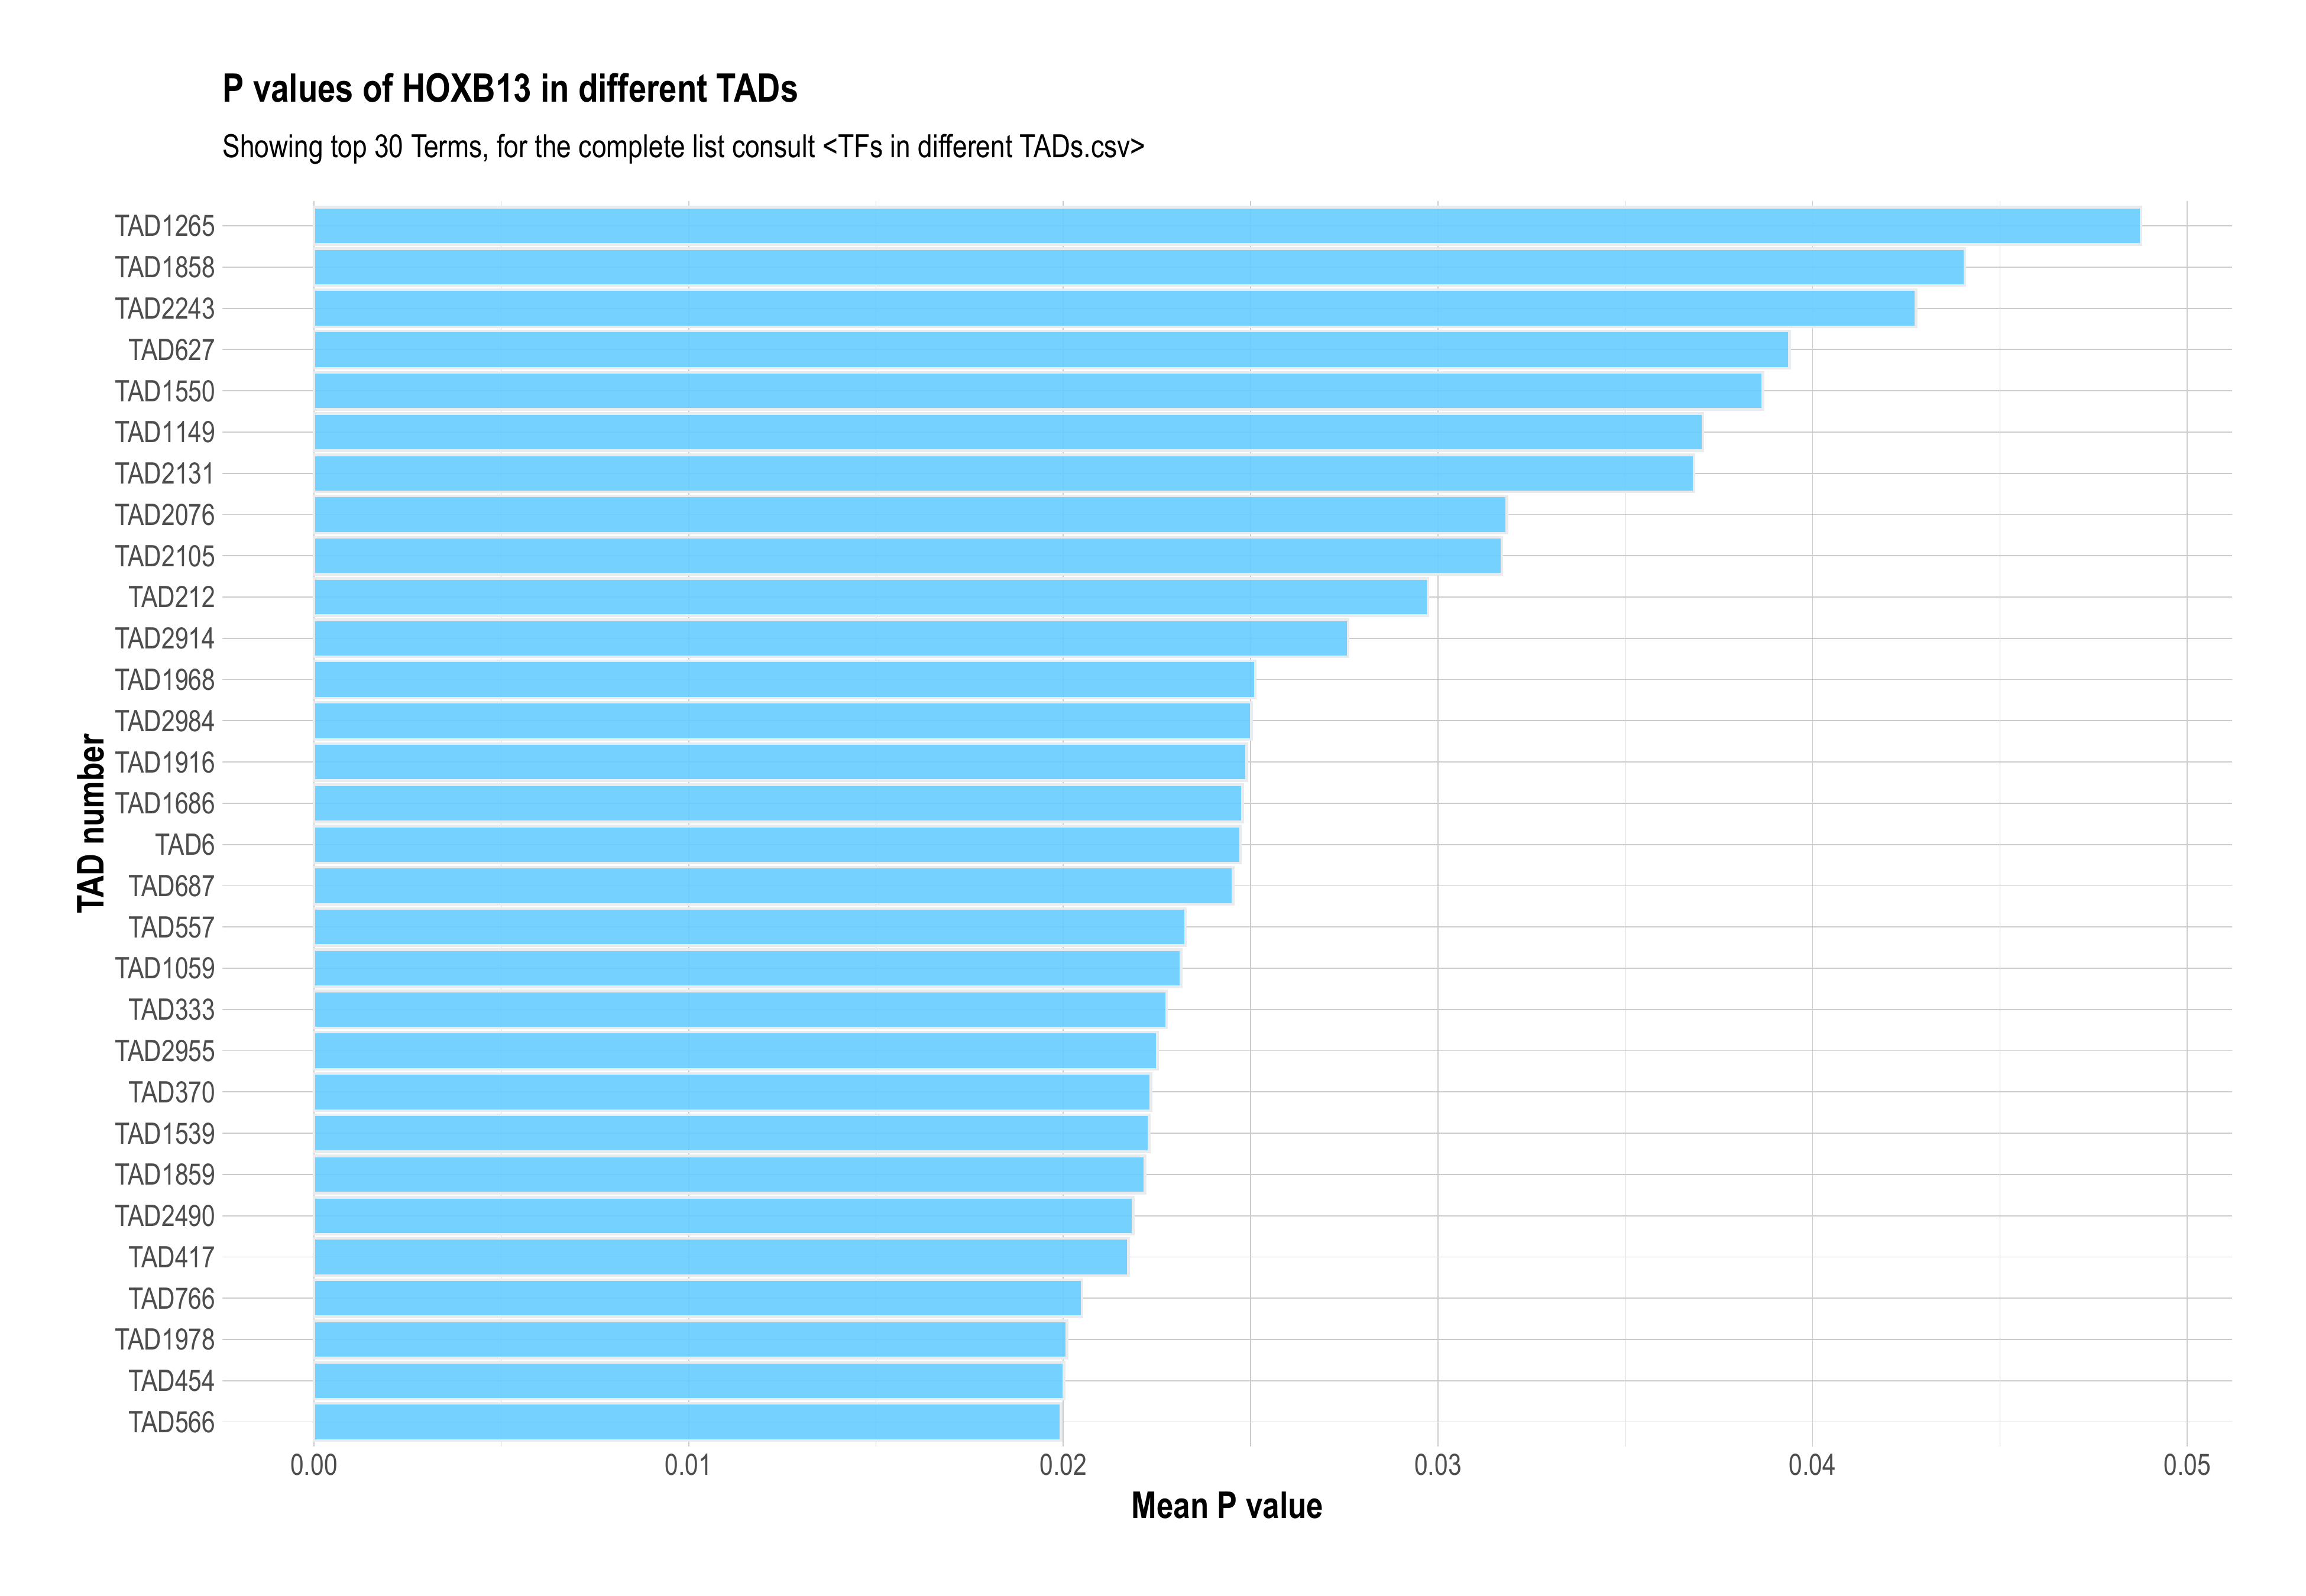 P values of HOXB13 in different TADs
Showing top 30 Terms, for the complete list consult <TFs in different TADs.csv>
TAD number
TAD1265
TAD1858
TAD2243
TAD627
TAD1550
TAD1149
TAD2131
TAD2076
TAD2105
TAD212
TAD2914
TAD1968
TAD2984
TAD1916
TAD1686
TAD6
TAD687
TAD557
TAD1059
TAD333
TAD2955
TAD370
TAD1539
TAD1859
TAD2490
TAD417
TAD766
TAD1978
TAD454
TAD566
0.00 0.01 0.02 0.03 0.04 0.05
Mean P value